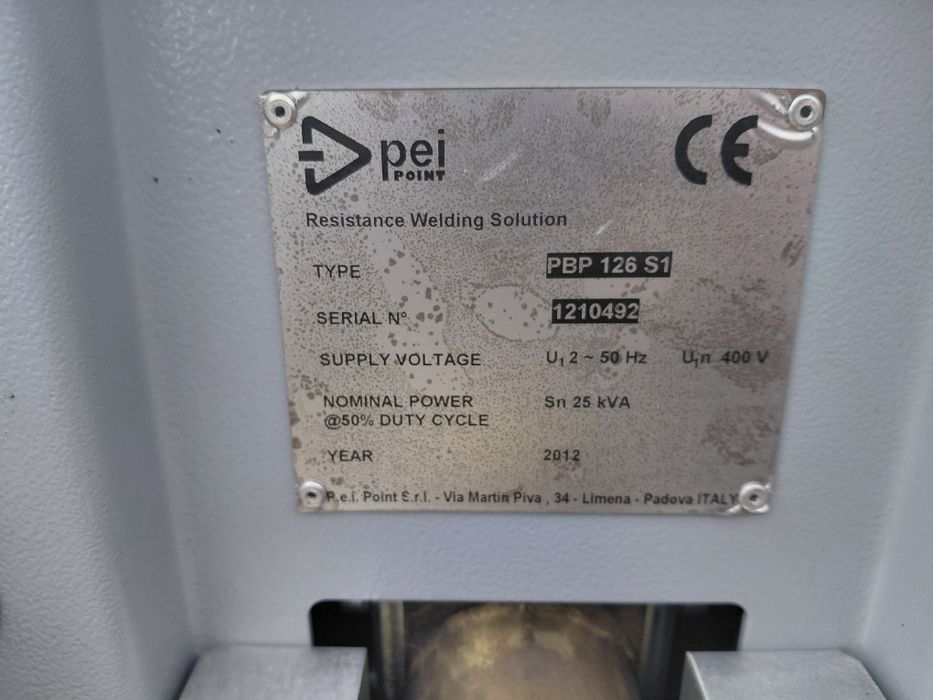 pei
POINT
CE
Resistance Welding Solution
TYPE PBP 126 S1
SERIAL N° 1210492
SUPPLY VOLTAGE U1 2 ~ 50 Hz U1n 400 V
NOMINAL POWER Sn 25 kVA
@50% DUTY CYCLE
YEAR 2012
P.e.i. Point S.r.l. - Via Martin Piva , 34 - Limena - Padova ITALY